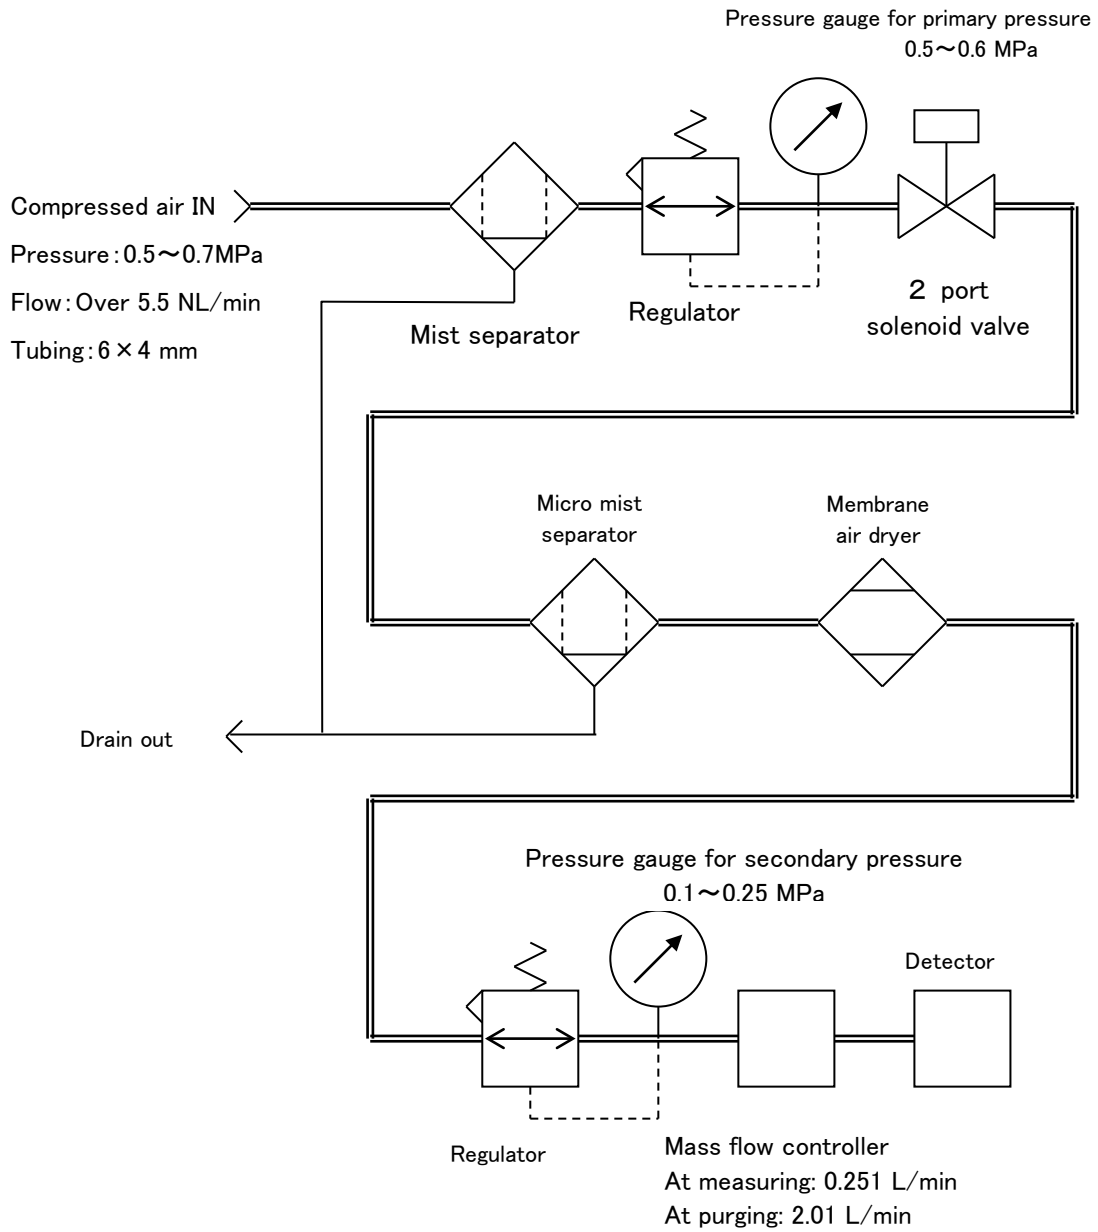 Pressure gauge for primary pressure
0.5～0.6 MPa
Compressed air IN
Pressure：0.5～0.7MPa
Flow：Over 5.5 NL/min
Tubing：6×4 mm
Mist separator
Regulator
２ port
solenoid valve
Micro mist
separator
Membrane
air dryer
Drain out
Pressure gauge for secondary pressure
0.1～0.25 MPa
Detector
Regulator
Mass flow controller
At measuring: 0.251 L/min
At purging: 2.01 L/min